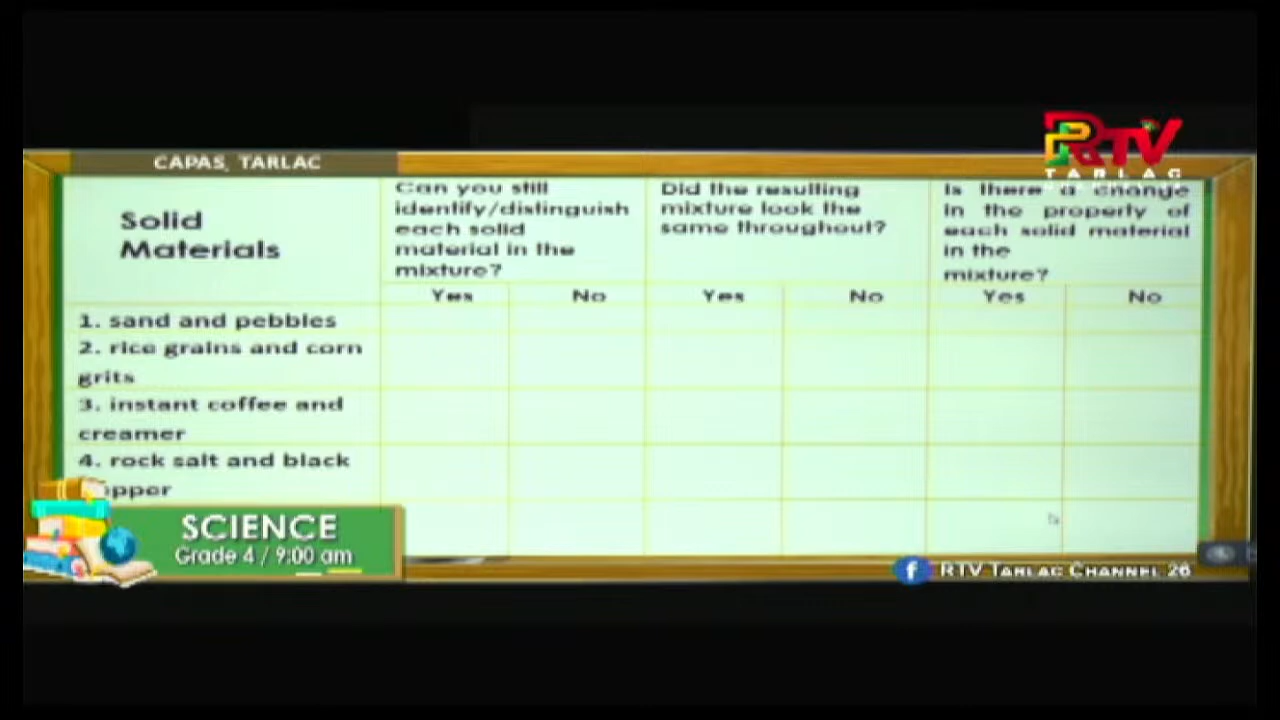 RTV
TARLAC
CAPAS, TARLAC
Solid
Materials
Can you still
identify/distinguish
each solid
material in the
mixture?
Did the resulting
mixture look the
same throughout?
Is there a change
in the property of
each solid material
in the
mixture?
Yes
No
Yes
No
Yes
No
1. sand and pebbles
2. rice grains and corn
grits
3. instant coffee and
creamer
4. rock salt and black
SCIENCE
Grade 4 / 9:00 am
RTV TARLAC CHANNEL 26